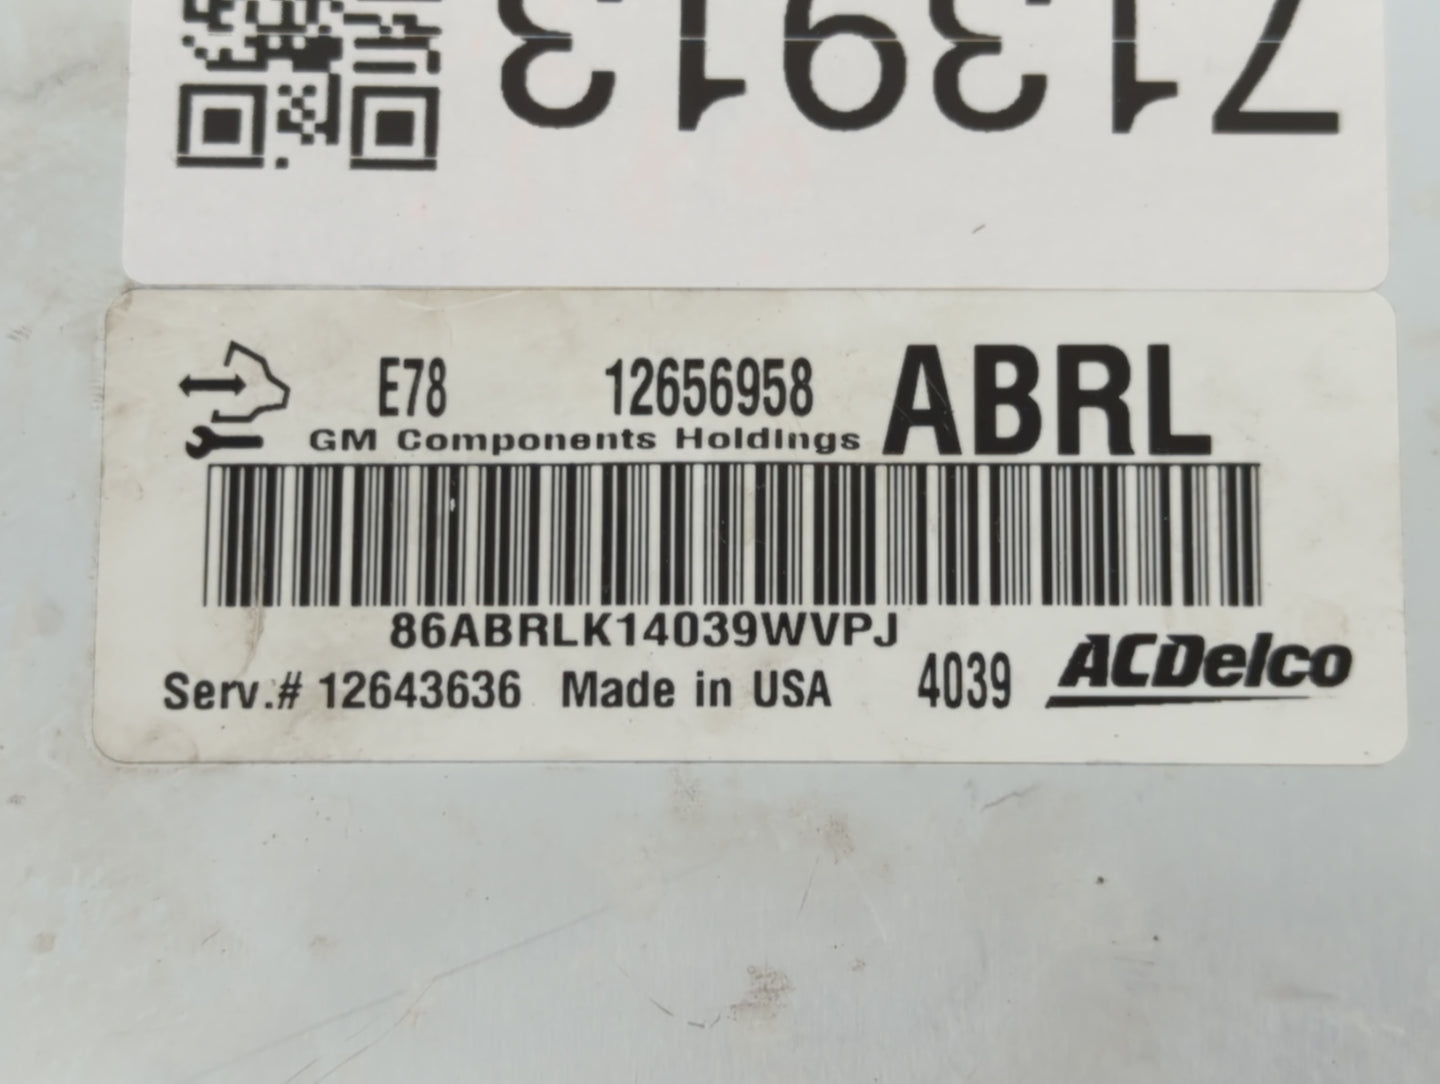 713913
E78 12656958 ABRL
GM Components Holdings
86ABRLK14039WVPJ
Serv.# 12643636 Made in USA 4039 ACDelco